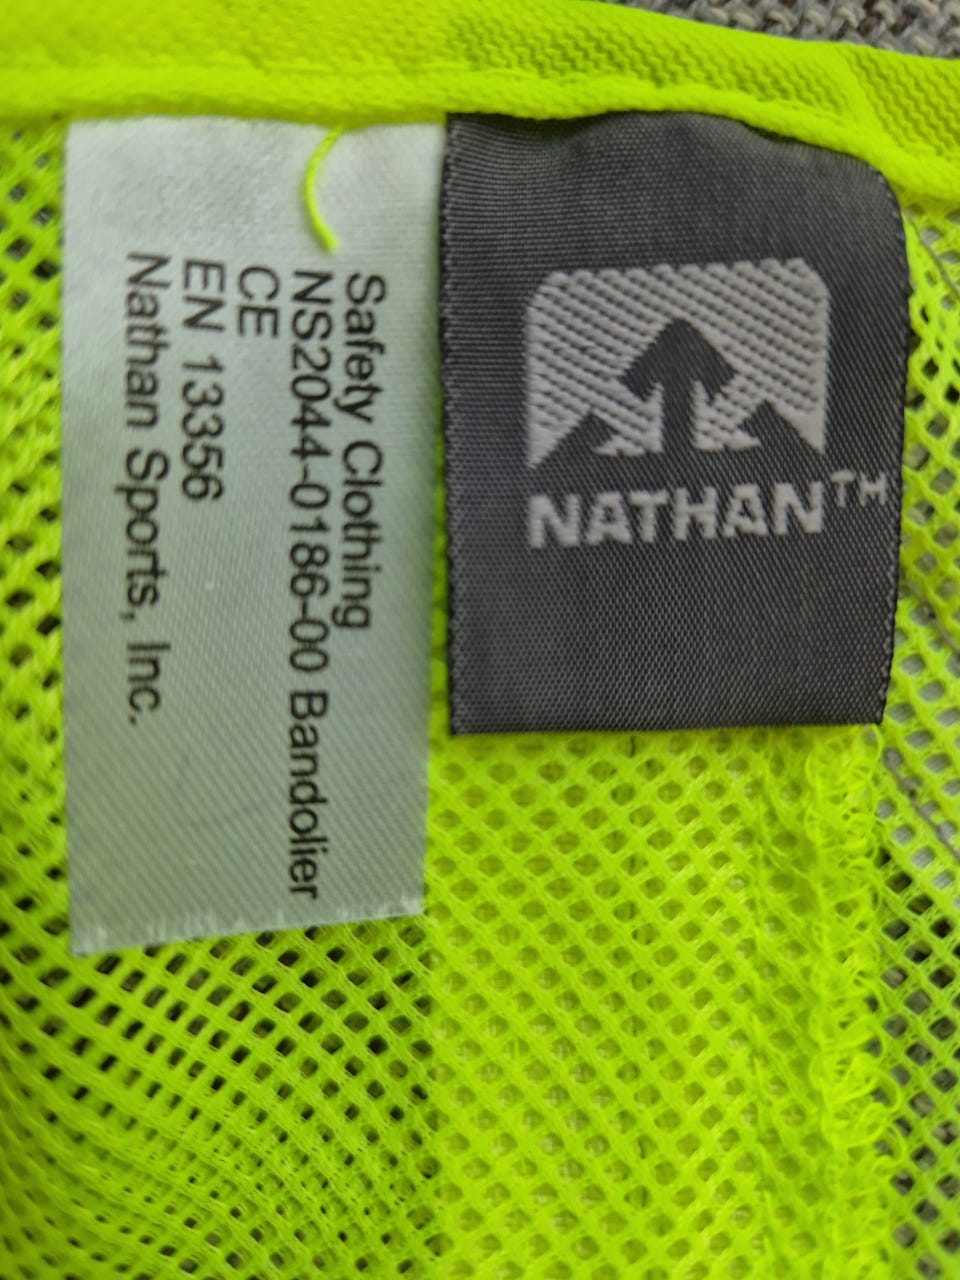 Safety Clothing
NS2044-0186-00 Bandolier
CE
EN 13356
Nathan Sports, Inc.
NATHAN™